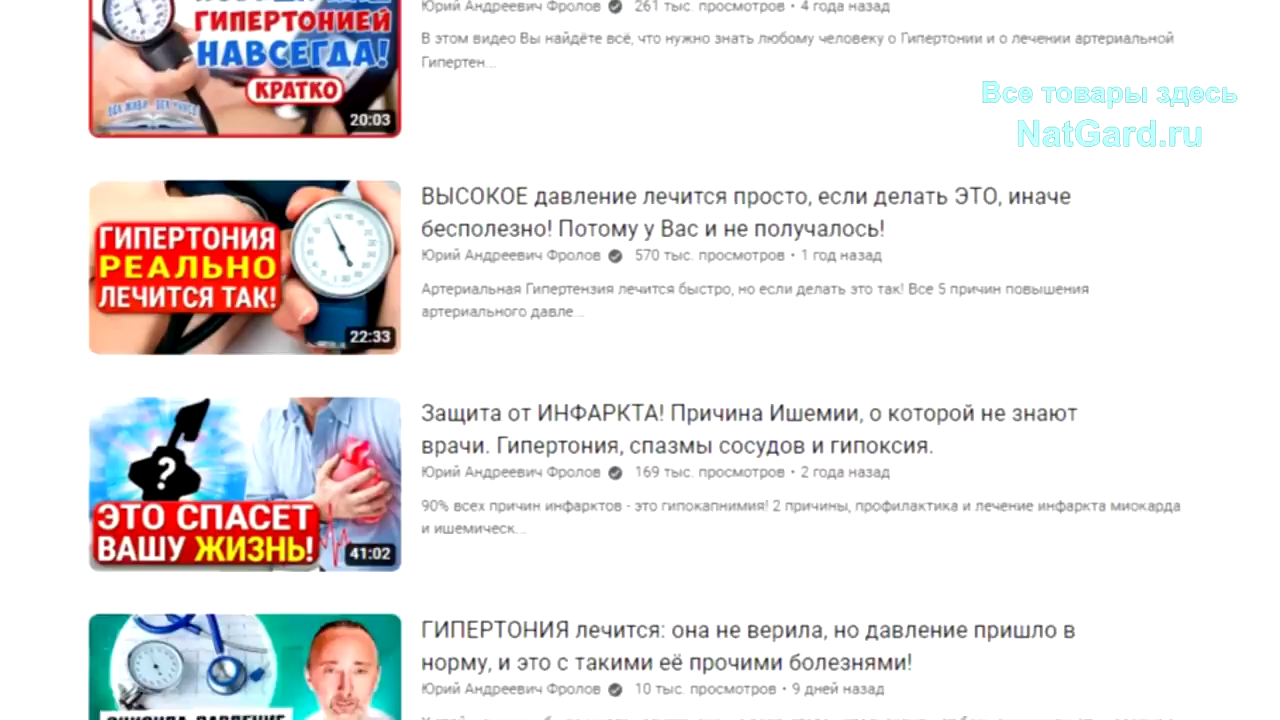 ГИПЕРТОНИЕЙ
НАВСЕГДА!
КРАТКО
20:03
Юрий Андреевич Фролов 261 тыс. просмотров • 4 года назад
В этом видео Вы найдёте всё, что нужно знать любому человеку о Гипертонии и о лечении артериальной
Гипертен...
Все товары здесь
NatGard.ru
ГИПЕРТОНИЯ
РЕАЛЬНО
ЛЕЧИТСЯ ТАК!
22:33
ВЫСОКОЕ давление лечится просто, если делать ЭТО, иначе
бесполезно! Потому у Вас и не получалось!
Юрий Андреевич Фролов 570 тыс. просмотров • 1 год назад
Артериальная Гипертензия лечится быстро, но если делать это так! Все 5 причин повышения
артериального давле...
?
ЭТО СПАСЕТ
ВАШУ ЖИЗНЬ!
41:02
Защита от ИНФАРКТА! Причина Ишемии, о которой не знают
врачи. Гипертония, спазмы сосудов и гипоксия.
Юрий Андреевич Фролов 169 тыс. просмотров • 2 года назад
90% всех причин инфарктов - это гипокапнимия! 2 причины, профилактика и лечение инфаркта миокарда
и ишемическ...
ГИПЕРТОНИЯ лечится: она не верила, но давление пришло в
норму, и это с такими её прочими болезнями!
Юрий Андреевич Фролов 10 тыс. просмотров • 9 дней назад